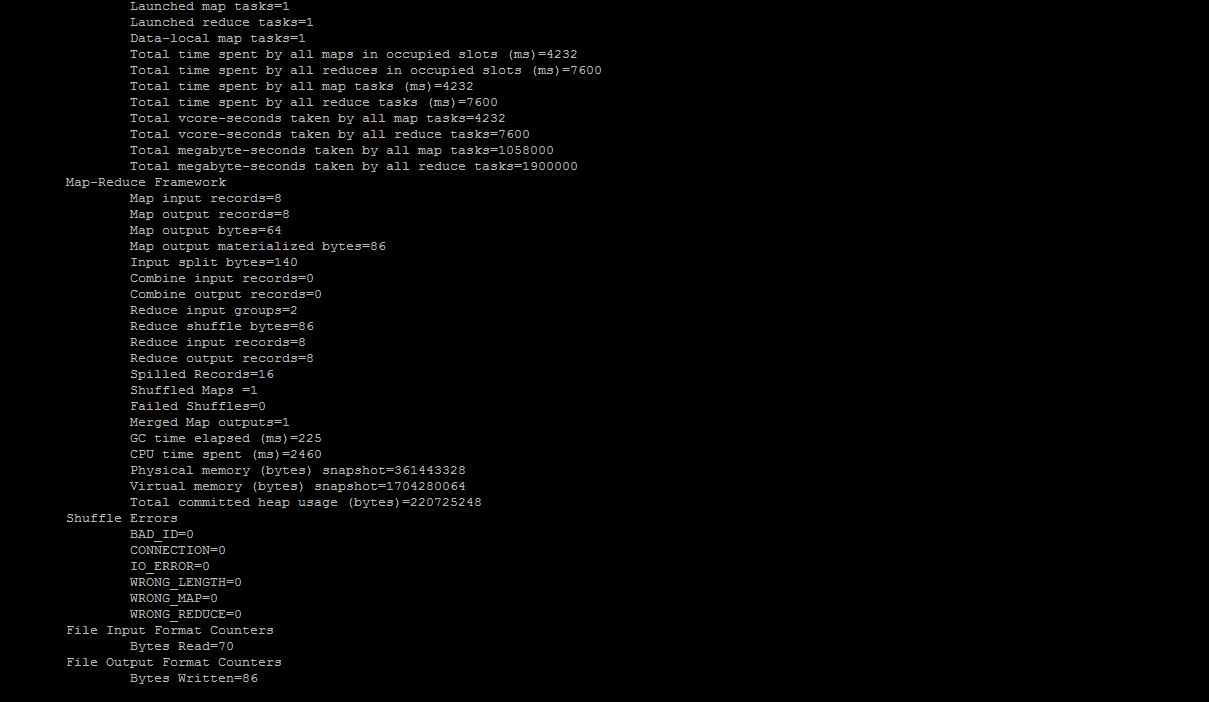 Launched map tasks=1
Launched reduce tasks=1
Data-local map tasks=1
Total time spent by all maps in occupied slots (ms)=4232
Total time spent by all reduces in occupied slots (ms)=7600
Total time spent by all map tasks (ms)=4232
Total time spent by all reduce tasks (ms)=7600
Total vcore-seconds taken by all map tasks=4232
Total vcore-seconds taken by all reduce tasks=7600
Total megabyte-seconds taken by all map tasks=1058000
Total megabyte-seconds taken by all reduce tasks=1900000
Map-Reduce Framework
Map input records=8
Map output records=8
Map output bytes=64
Map output materialized bytes=86
Input split bytes=140
Combine input records=0
Combine output records=0
Reduce input groups=2
Reduce shuffle bytes=86
Reduce input records=8
Reduce output records=8
Spilled Records=16
Shuffled Maps =1
Failed Shuffles=0
Merged Map outputs=1
GC time elapsed (ms)=225
CPU time spent (ms)=2460
Physical memory (bytes) snapshot=361443328
Virtual memory (bytes) snapshot=1704280064
Total committed heap usage (bytes)=220725248
Shuffle Errors
BAD_ID=0
CONNECTION=0
IO_ERROR=0
WRONG_LENGTH=0
WRONG_MAP=0
WRONG_REDUCE=0
File Input Format Counters
Bytes Read=70
File Output Format Counters
Bytes Written=86